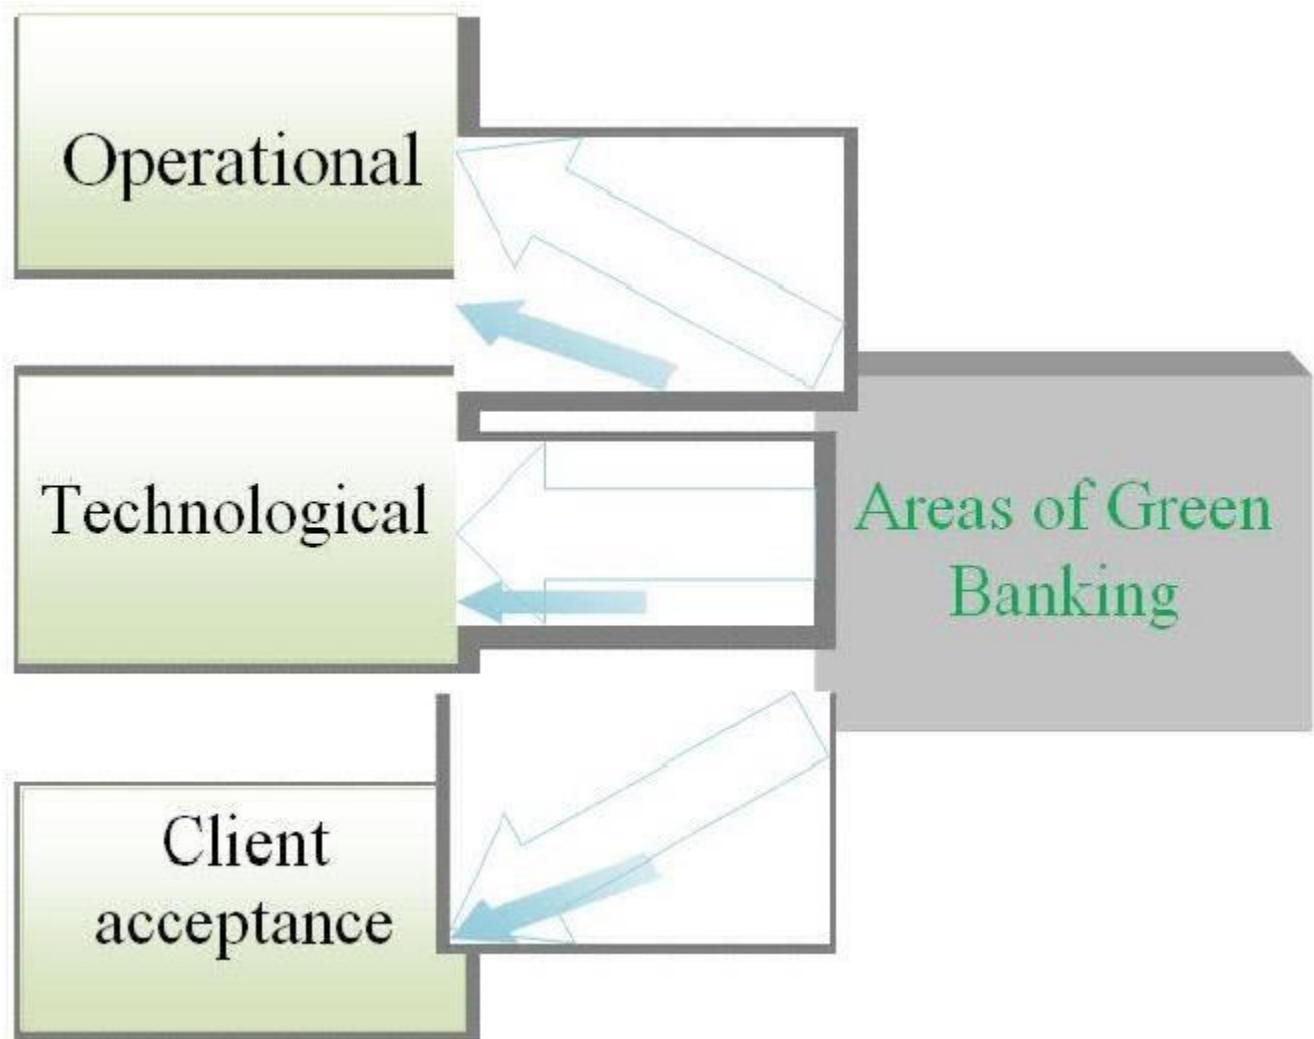 Operational
Technological
Areas of Green
Banking
Client
acceptance